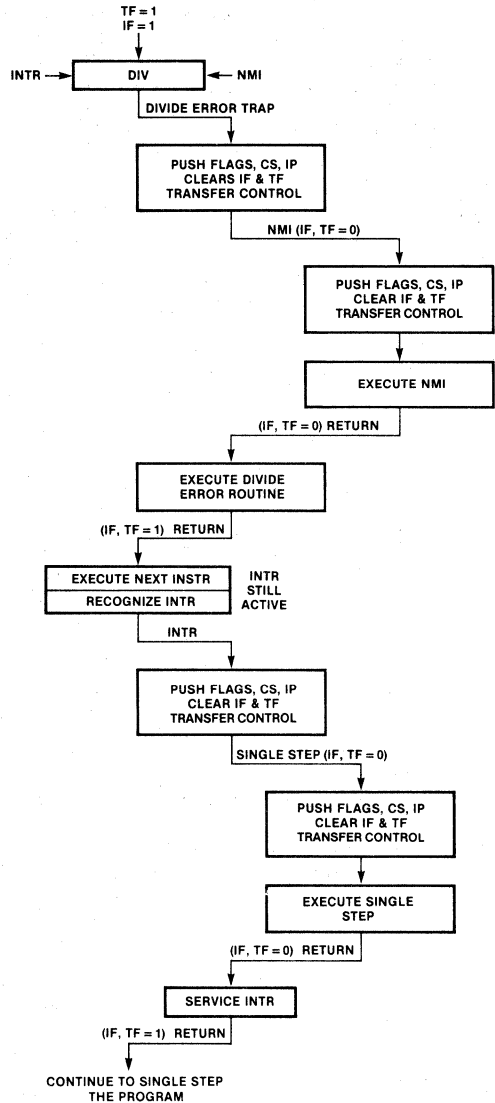 TF = 1
IF = 1
INTR
DIV
NMI
DIVIDE ERROR TRAP
PUSH FLAGS, CS, IP
CLEARS IF & TF
TRANSFER CONTROL
NMI (IF, TF = 0)
PUSH FLAGS, CS, IP
CLEAR IF & TF
TRANSFER CONTROL
EXECUTE NMI
(IF, TF = 0) RETURN
EXECUTE DIVIDE
ERROR ROUTINE
(IF, TF = 1) RETURN
EXECUTE NEXT INSTR
RECOGNIZE INTR
INTR
STILL
ACTIVE
INTR
PUSH FLAGS, CS, IP
CLEAR IF & TF
TRANSFER CONTROL
SINGLE STEP (IF, TF = 0)
PUSH FLAGS, CS, IP
CLEAR IF & TF
TRANSFER CONTROL
EXECUTE SINGLE
STEP
(IF, TF = 0) RETURN
SERVICE INTR
(IF, TF = 1) RETURN
CONTINUE TO SINGLE STEP
THE PROGRAM